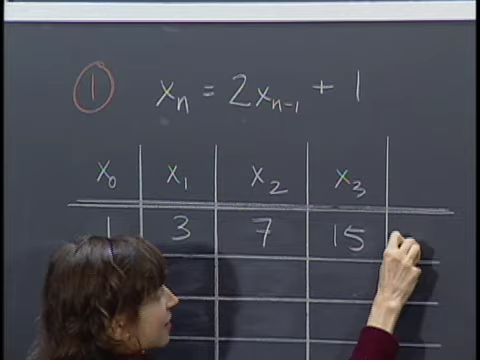 ① xₙ = 2xₙ₋₁ + 1
x₀ x₁ x₂ x₃
1 3 7 15